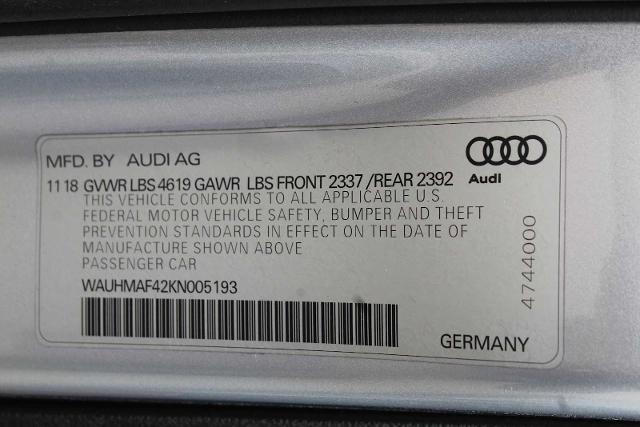 MFD. BY AUDI AG
11 18 GVWR LBS 4619 GAWR LBS FRONT 2337 / REAR 2392
Audi
THIS VEHICLE CONFORMS TO ALL APPLICABLE U.S.
FEDERAL MOTOR VEHICLE SAFETY, BUMPER AND THEFT
PREVENTION STANDARDS IN EFFECT ON THE DATE OF
MANUFACTURE SHOWN ABOVE
PASSENGER CAR
WAUHMAF42KN005193
GERMANY
4744000